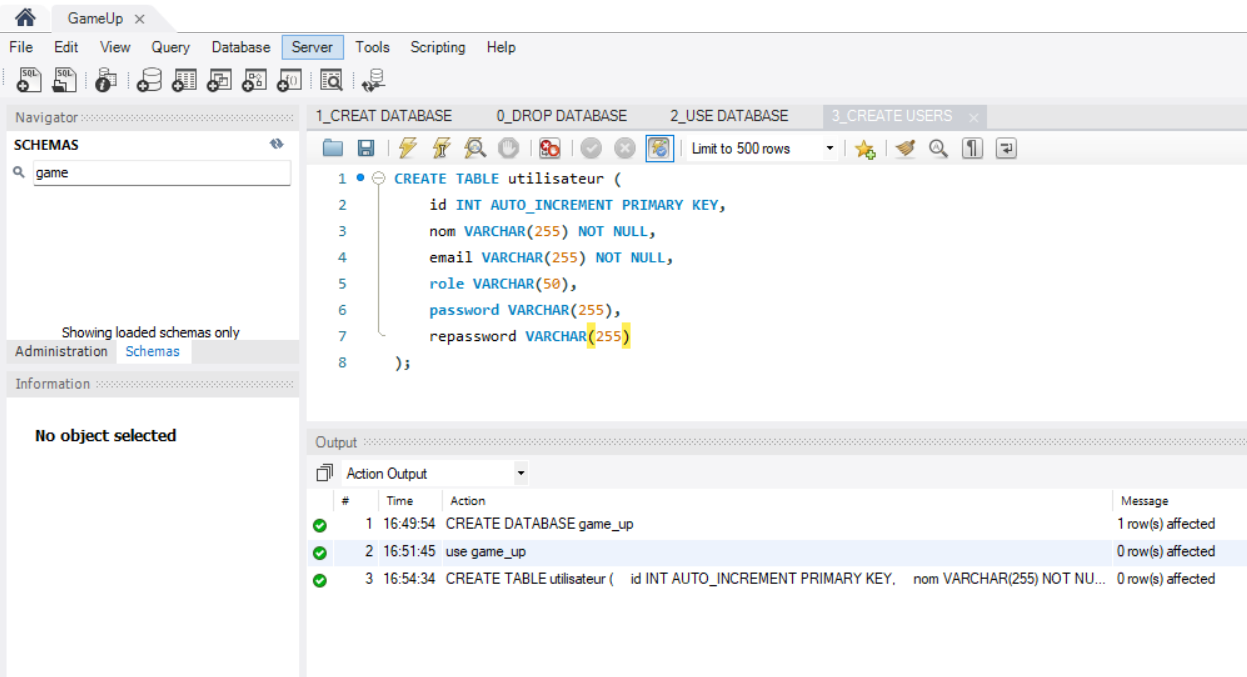 GameUp ×
File Edit View Query Database Server Tools Scripting Help
Navigator
SCHEMAS
game
Showing loaded schemas only
Administration Schemas
Information
No object selected
1_CREAT DATABASE 0_DROP DATABASE 2_USE DATABASE 3_CREATE USERS ×
Limit to 500 rows
1 CREATE TABLE utilisateur (
2 id INT AUTO_INCREMENT PRIMARY KEY,
3 nom VARCHAR(255) NOT NULL,
4 email VARCHAR(255) NOT NULL,
5 role VARCHAR(50),
6 password VARCHAR(255),
7 repassword VARCHAR(255)
8 );
Output
Action Output
# Time Action Message
1 16:49:54 CREATE DATABASE game_up 1 row(s) affected
2 16:51:45 use game_up 0 row(s) affected
3 16:54:34 CREATE TABLE utilisateur ( id INT AUTO_INCREMENT PRIMARY KEY, nom VARCHAR(255) NOT NU... 0 row(s) affected